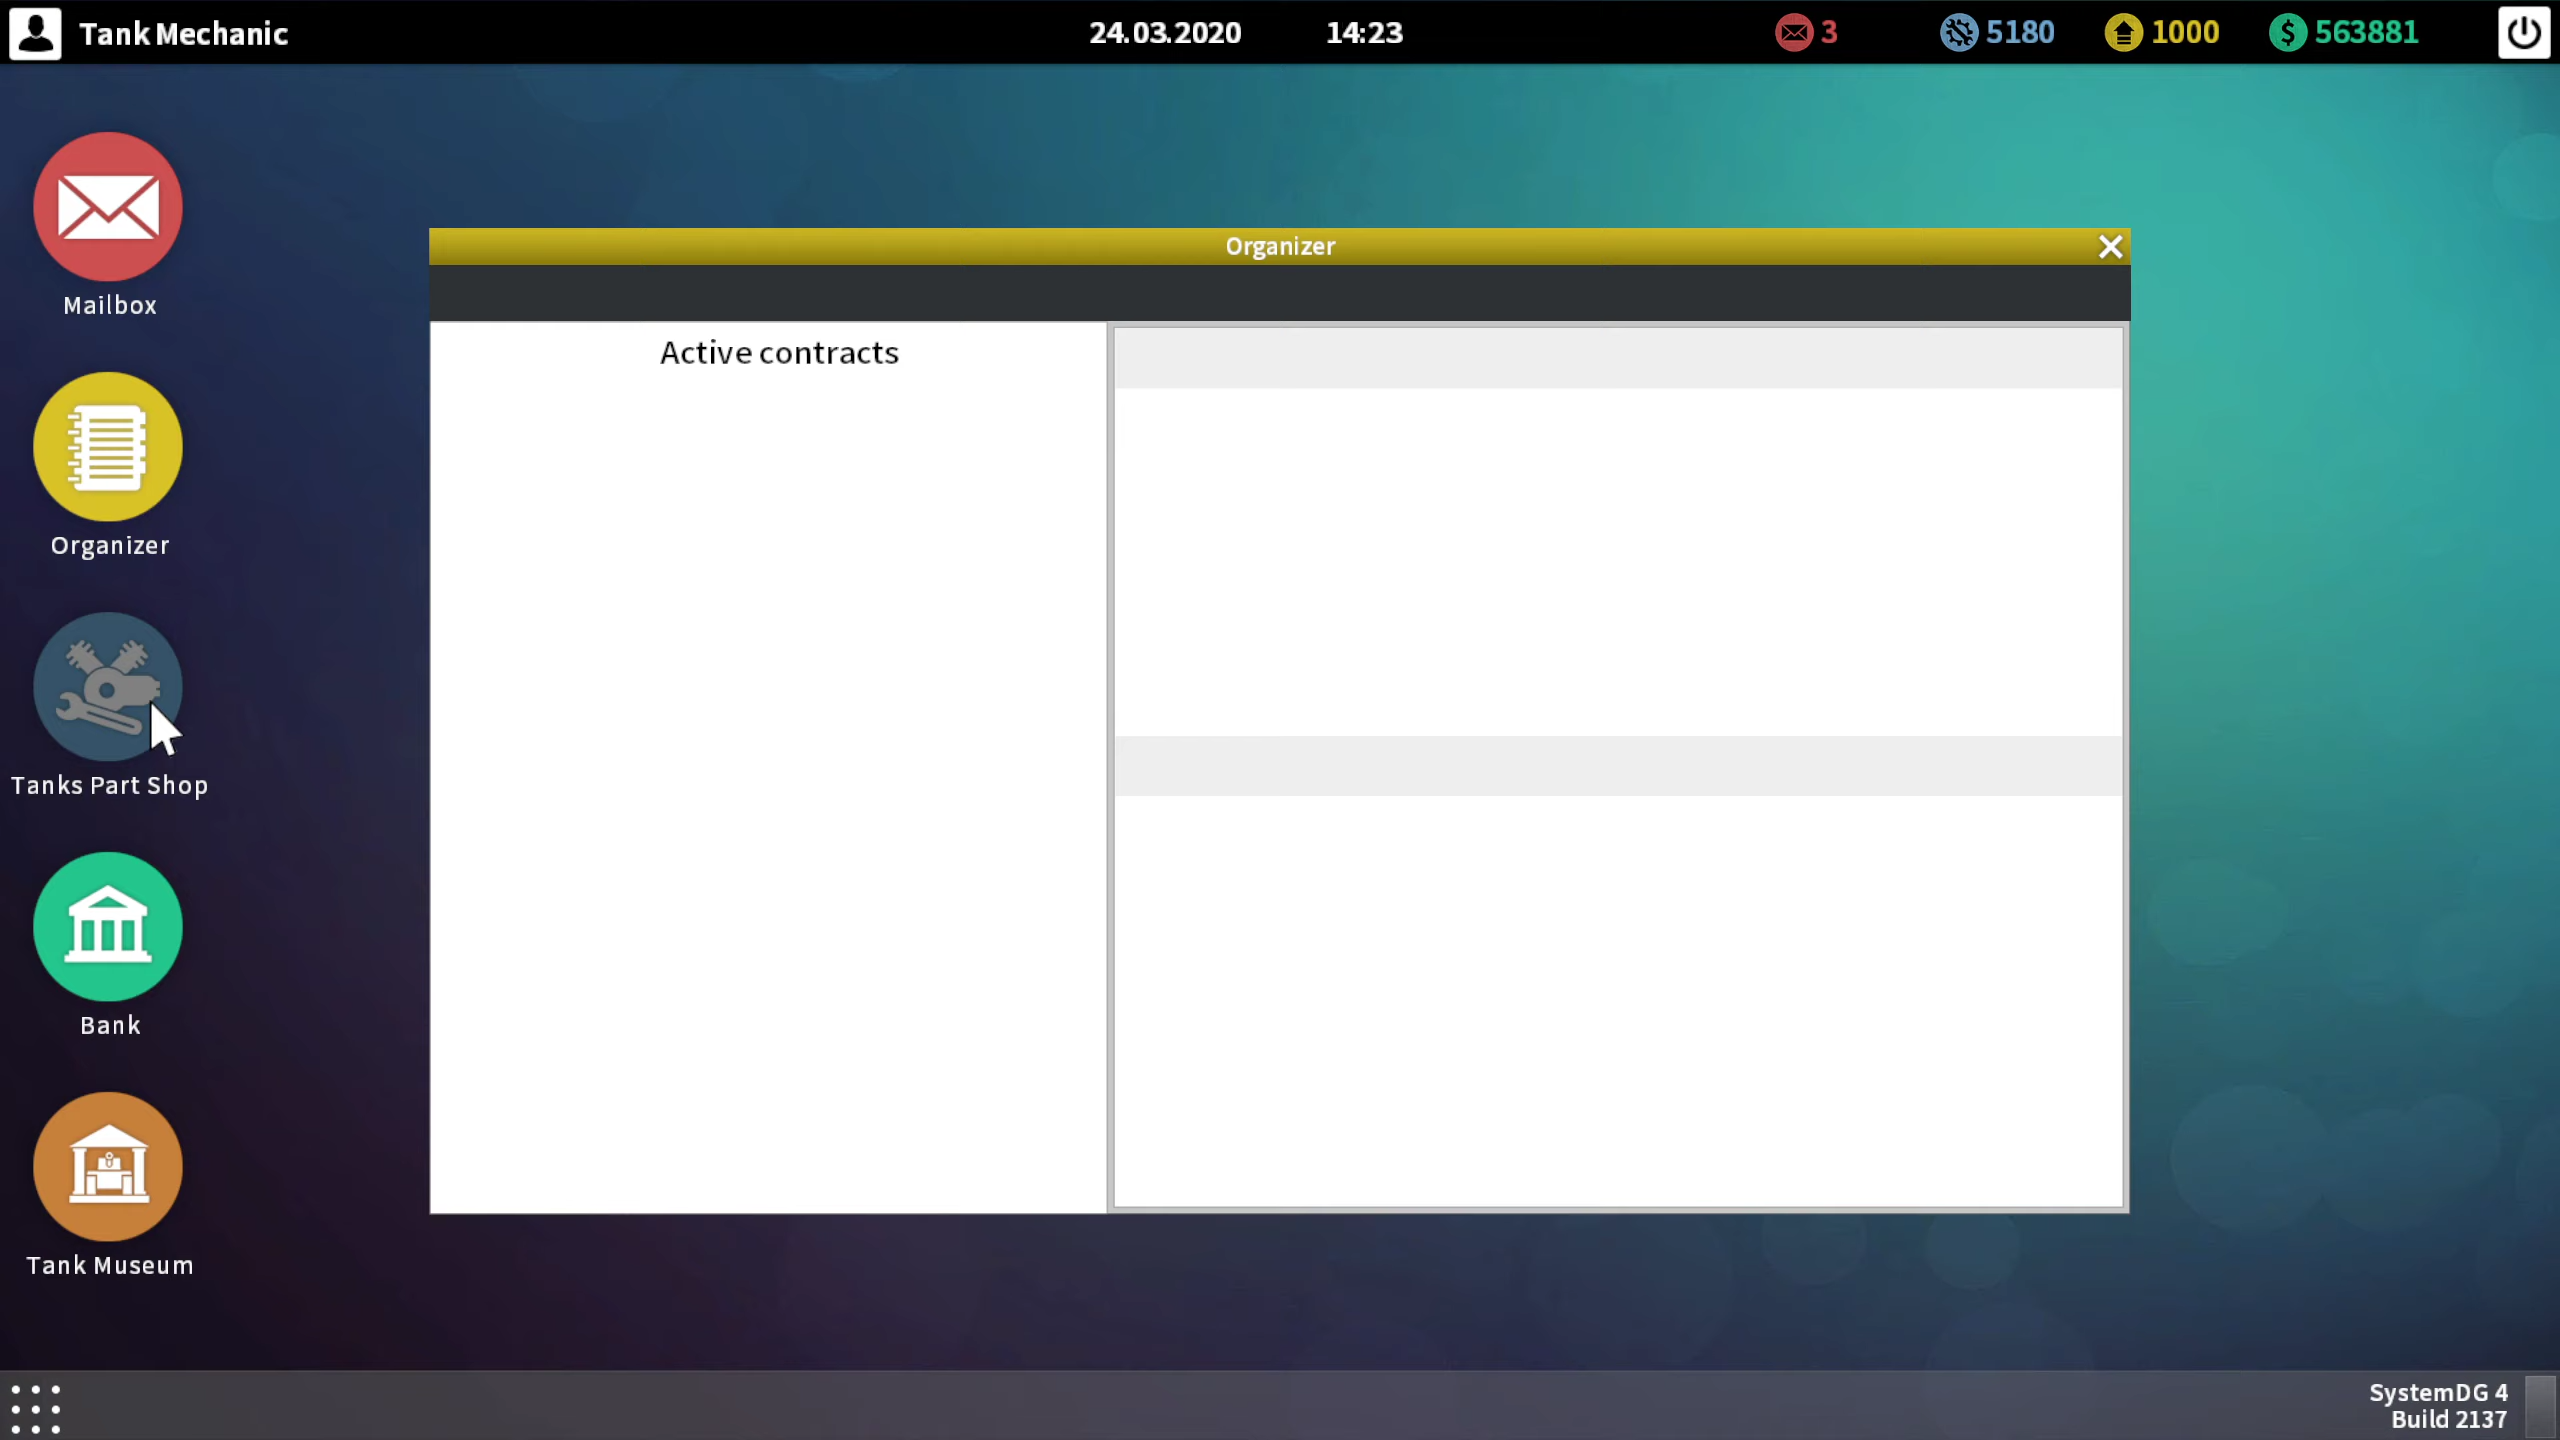 Tank Mechanic
24.03.2020
14:23
3
5180
1000
563881
Mailbox
Organizer
Tanks Part Shop
Bank
Tank Museum
Organizer
Active contracts
SystemDG 4
Build 2137